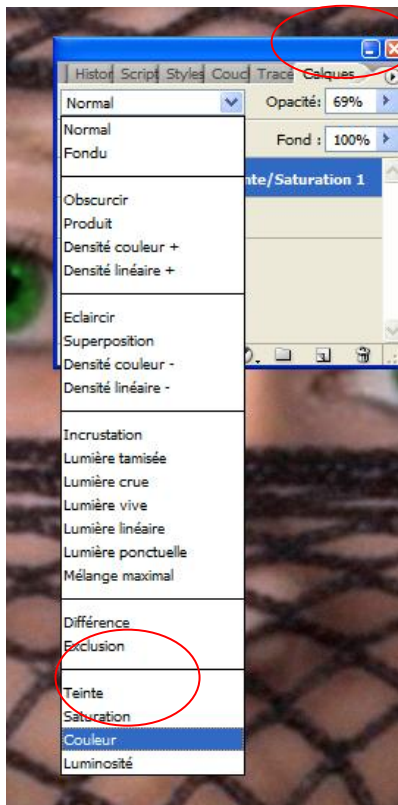 Histor Script Styles Coucl Trace Calques
Normal Opacité: 69%
Normal Fond : 100%
Fondu
nte/Saturation 1
Obscurcir
Produit
Densité couleur +
Densité linéaire +
Eclaircir
Superposition
Densité couleur -
Densité linéaire -
Incrustation
Lumière tamisée
Lumière crue
Lumière vive
Lumière linéaire
Lumière ponctuelle
Mélange maximal
Différence
Exclusion
Teinte
Saturation
Couleur
Luminosité